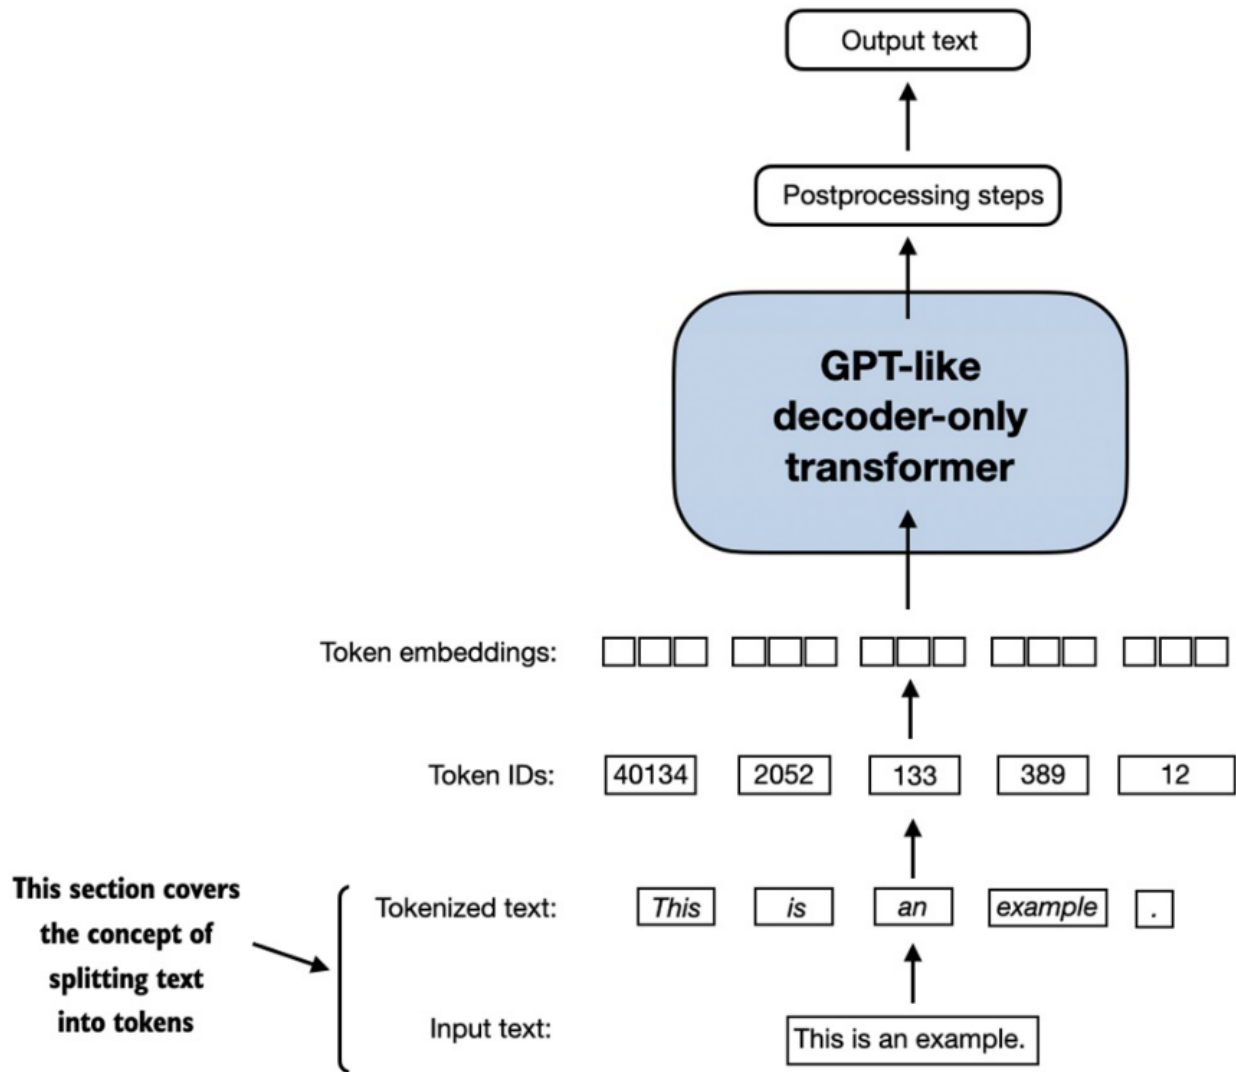 Output text
Postprocessing steps
GPT-like
decoder-only
transformer
Token embeddings:
Token IDs: 40134 2052 133 389 12
This section covers
the concept of
splitting text
into tokens
Tokenized text: This is an example .
Input text: This is an example.